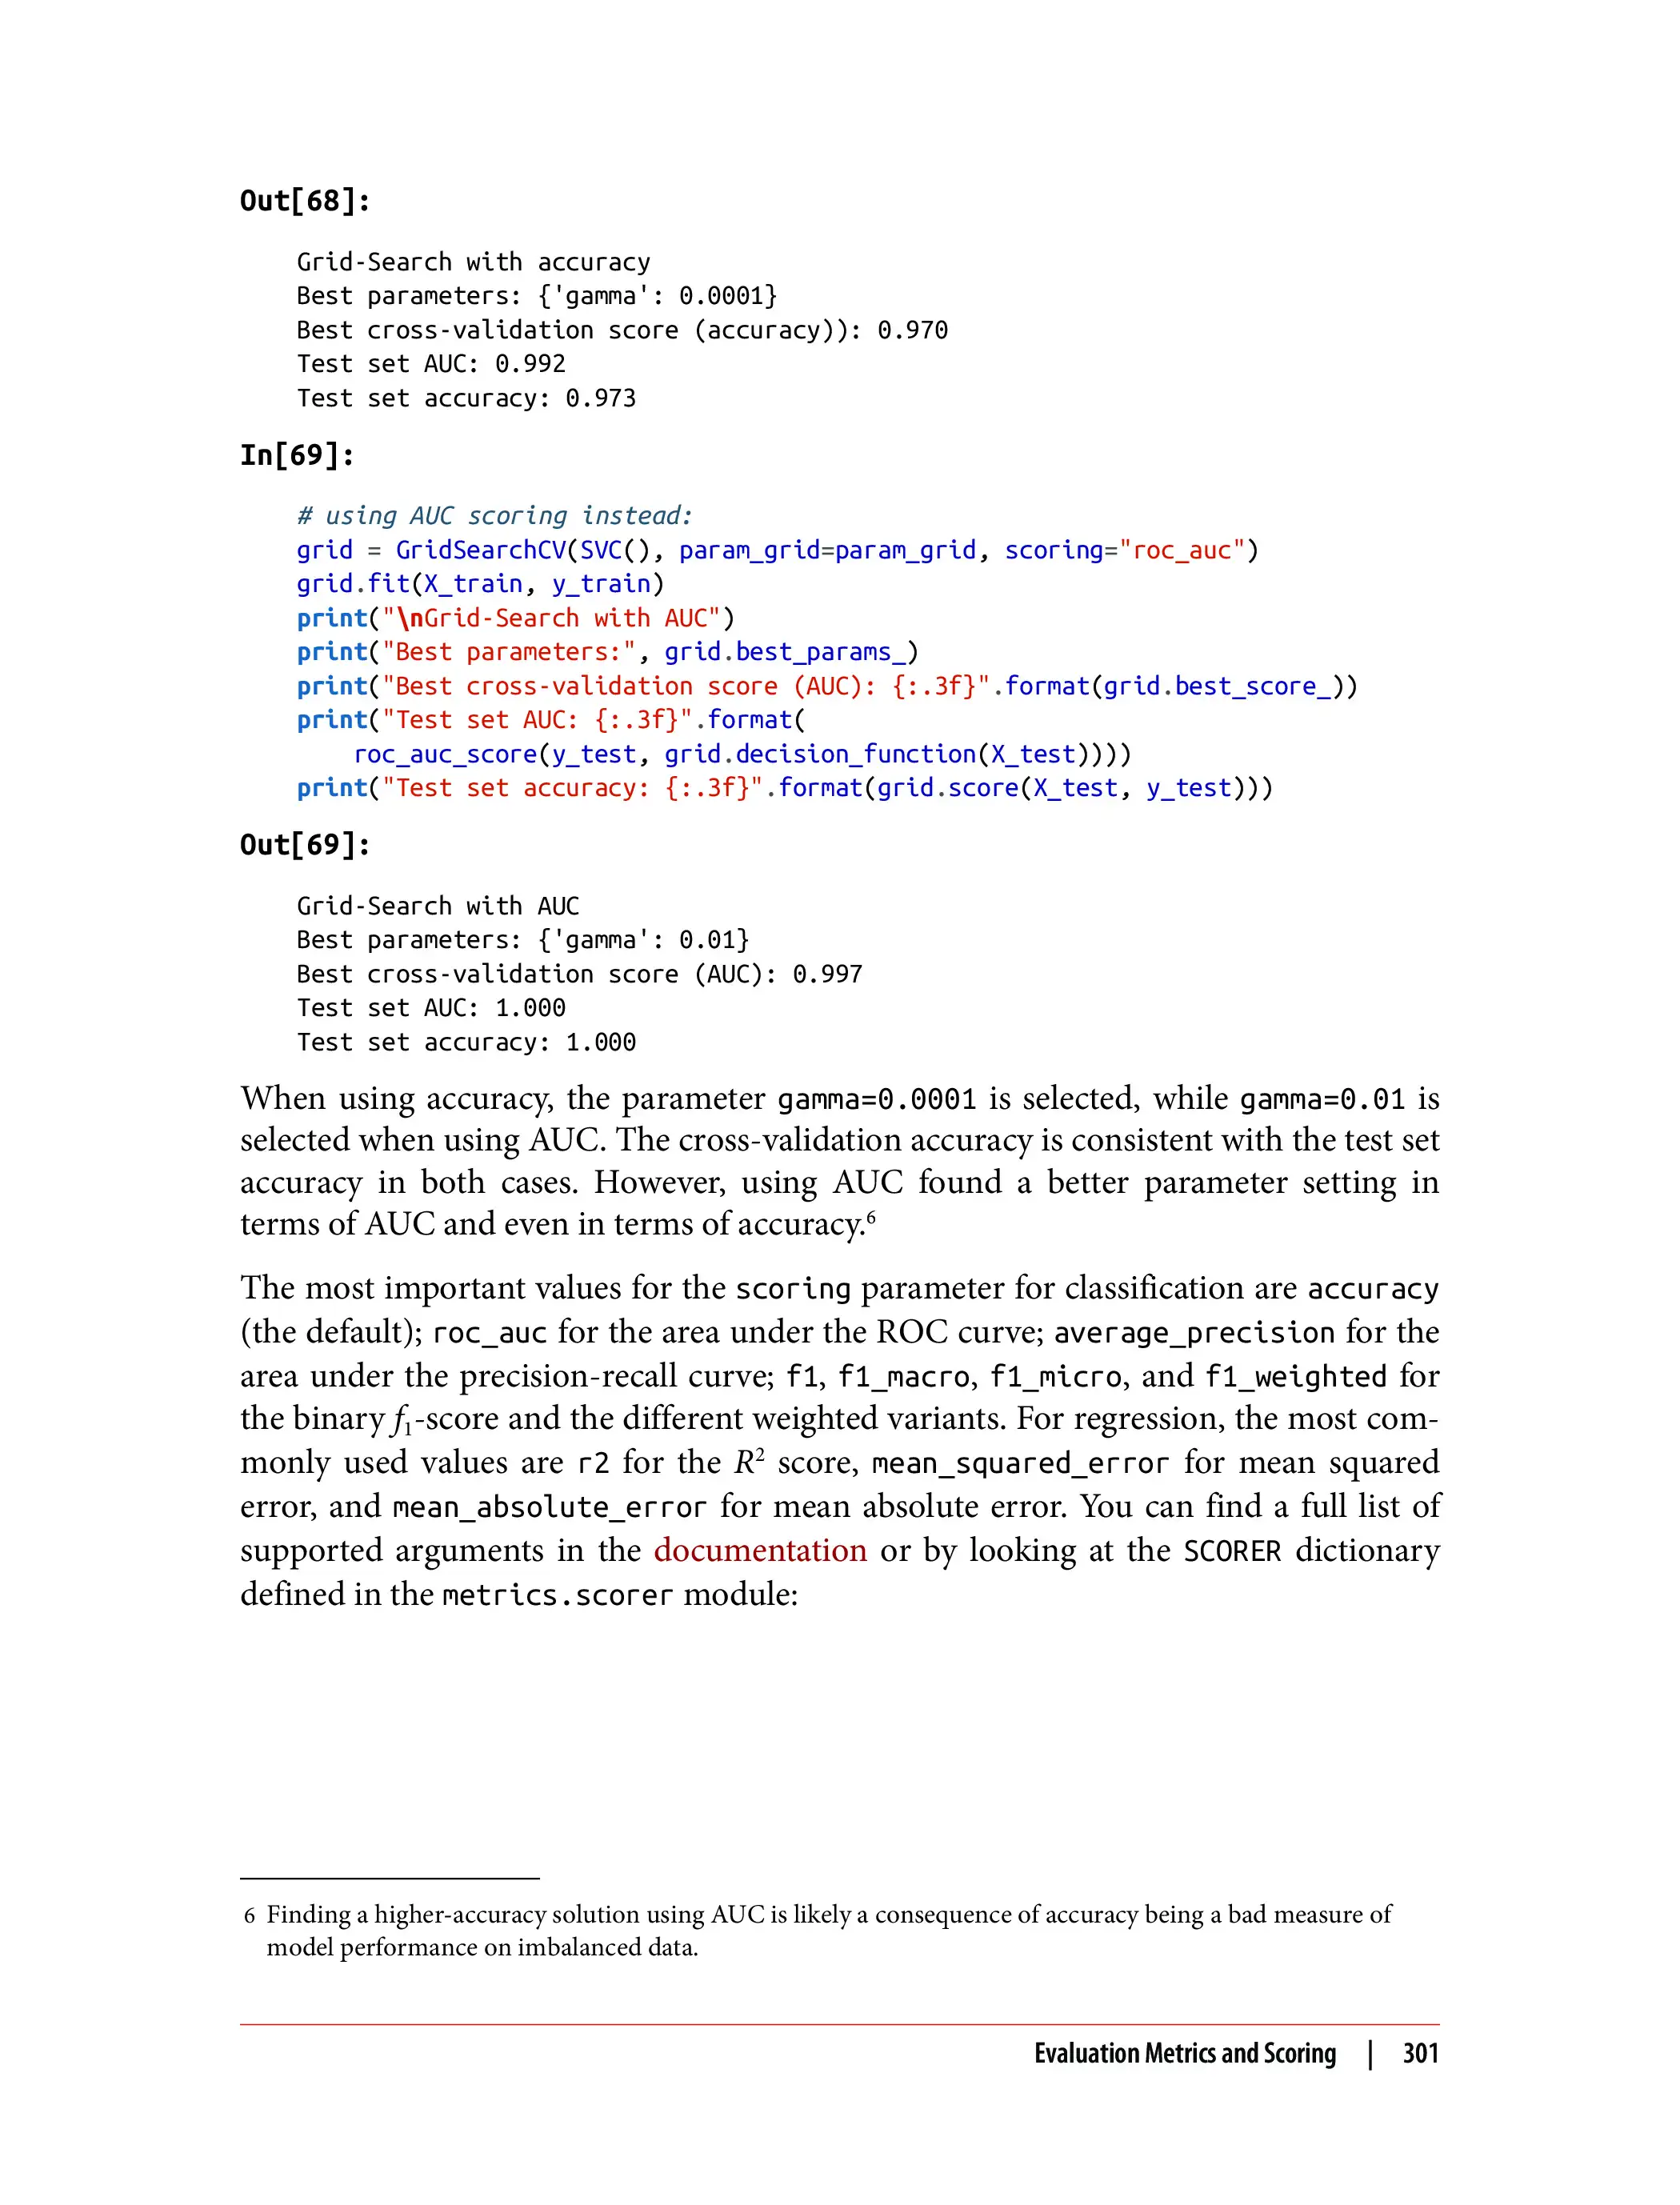 Out[68]:
Grid-Search with accuracy
Best parameters: {'gamma': 0.0001}
Best cross-validation score (accuracy)): 0.970
Test set AUC: 0.992
Test set accuracy: 0.973
In[69]:
# using AUC scoring instead:
grid = GridSearchCV(SVC(), param_grid=param_grid, scoring="roc_auc")
grid.fit(X_train, y_train)
print("\nGrid-Search with AUC")
print("Best parameters:", grid.best_params_)
print("Best cross-validation score (AUC): {:.3f}".format(grid.best_score_))
print("Test set AUC: {:.3f}".format(
    roc_auc_score(y_test, grid.decision_function(X_test))))
print("Test set accuracy: {:.3f}".format(grid.score(X_test, y_test)))
Out[69]:
Grid-Search with AUC
Best parameters: {'gamma': 0.01}
Best cross-validation score (AUC): 0.997
Test set AUC: 1.000
Test set accuracy: 1.000
When using accuracy, the parameter gamma=0.0001 is selected, while gamma=0.01 is
selected when using AUC. The cross-validation accuracy is consistent with the test set
accuracy in both cases. However, using AUC found a better parameter setting in
terms of AUC and even in terms of accuracy.⁶
The most important values for the scoring parameter for classification are accuracy
(the default); roc_auc for the area under the ROC curve; average_precision for the
area under the precision-recall curve; f1, f1_macro, f1_micro, and f1_weighted for
the binary f₁-score and the different weighted variants. For regression, the most com-
monly used values are r2 for the R² score, mean_squared_error for mean squared
error, and mean_absolute_error for mean absolute error. You can find a full list of
supported arguments in the documentation or by looking at the SCORER dictionary
defined in the metrics.scorer module:
6 Finding a higher-accuracy solution using AUC is likely a consequence of accuracy being a bad measure of
model performance on imbalanced data.
Evaluation Metrics and Scoring | 301